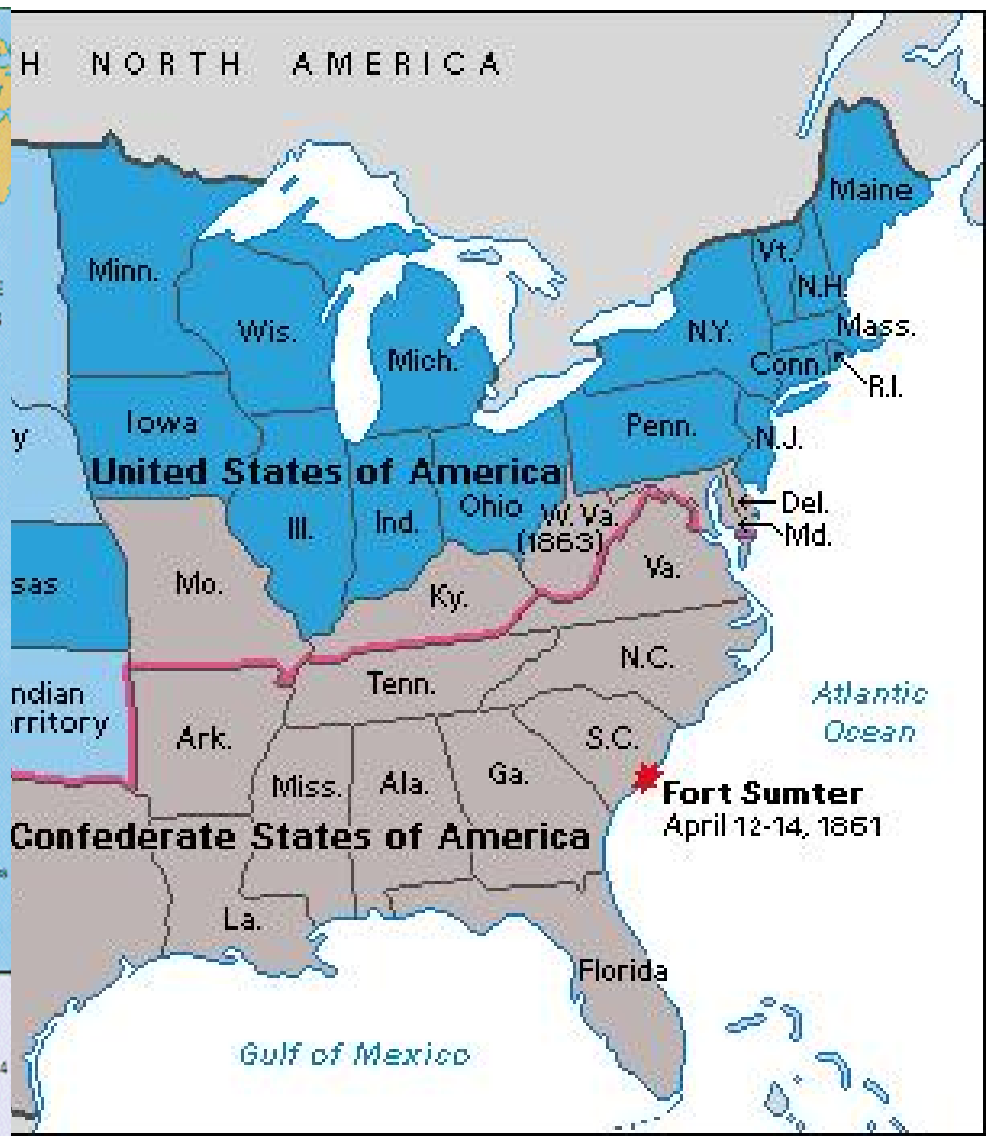 H NORTH AMERICA
Maine
Vt.
Minn.
N.H.
Wis.
N.Y.
Mass.
Mich.
Conn.
R.I.
Iowa
Penn.
N.J.
y
United States of America
Del.
Ohio
W. Va.
(1863)
Ill.
Ind.
Md.
Va.
sas
Mo.
Ky.
N.C.
Tenn.
ndian
rritory
Atlantic
Ocean
Ark.
S.C.
Miss.
Ala.
Ga.
Fort Sumter
April 12-14, 1861
Confederate States of America
La.
Florida
Gulf of Mexico